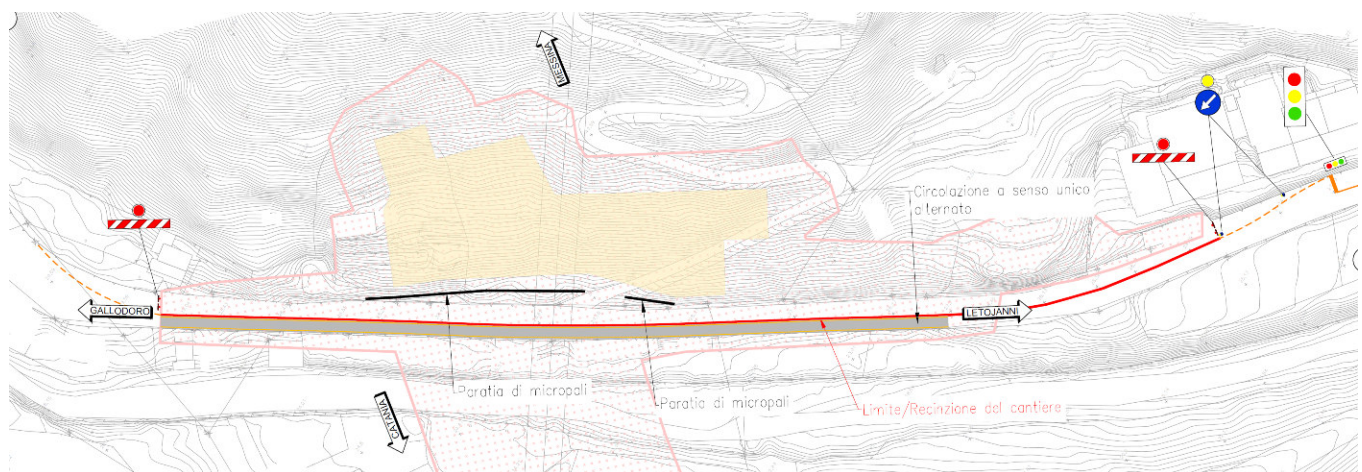 MESSINA
Circolazione a senso unico
alternato
GALLODORO
LETOJANNI
Paratia di micropali
Paratia di micropali
Limite/Recinzione del cantiere
CATANIA